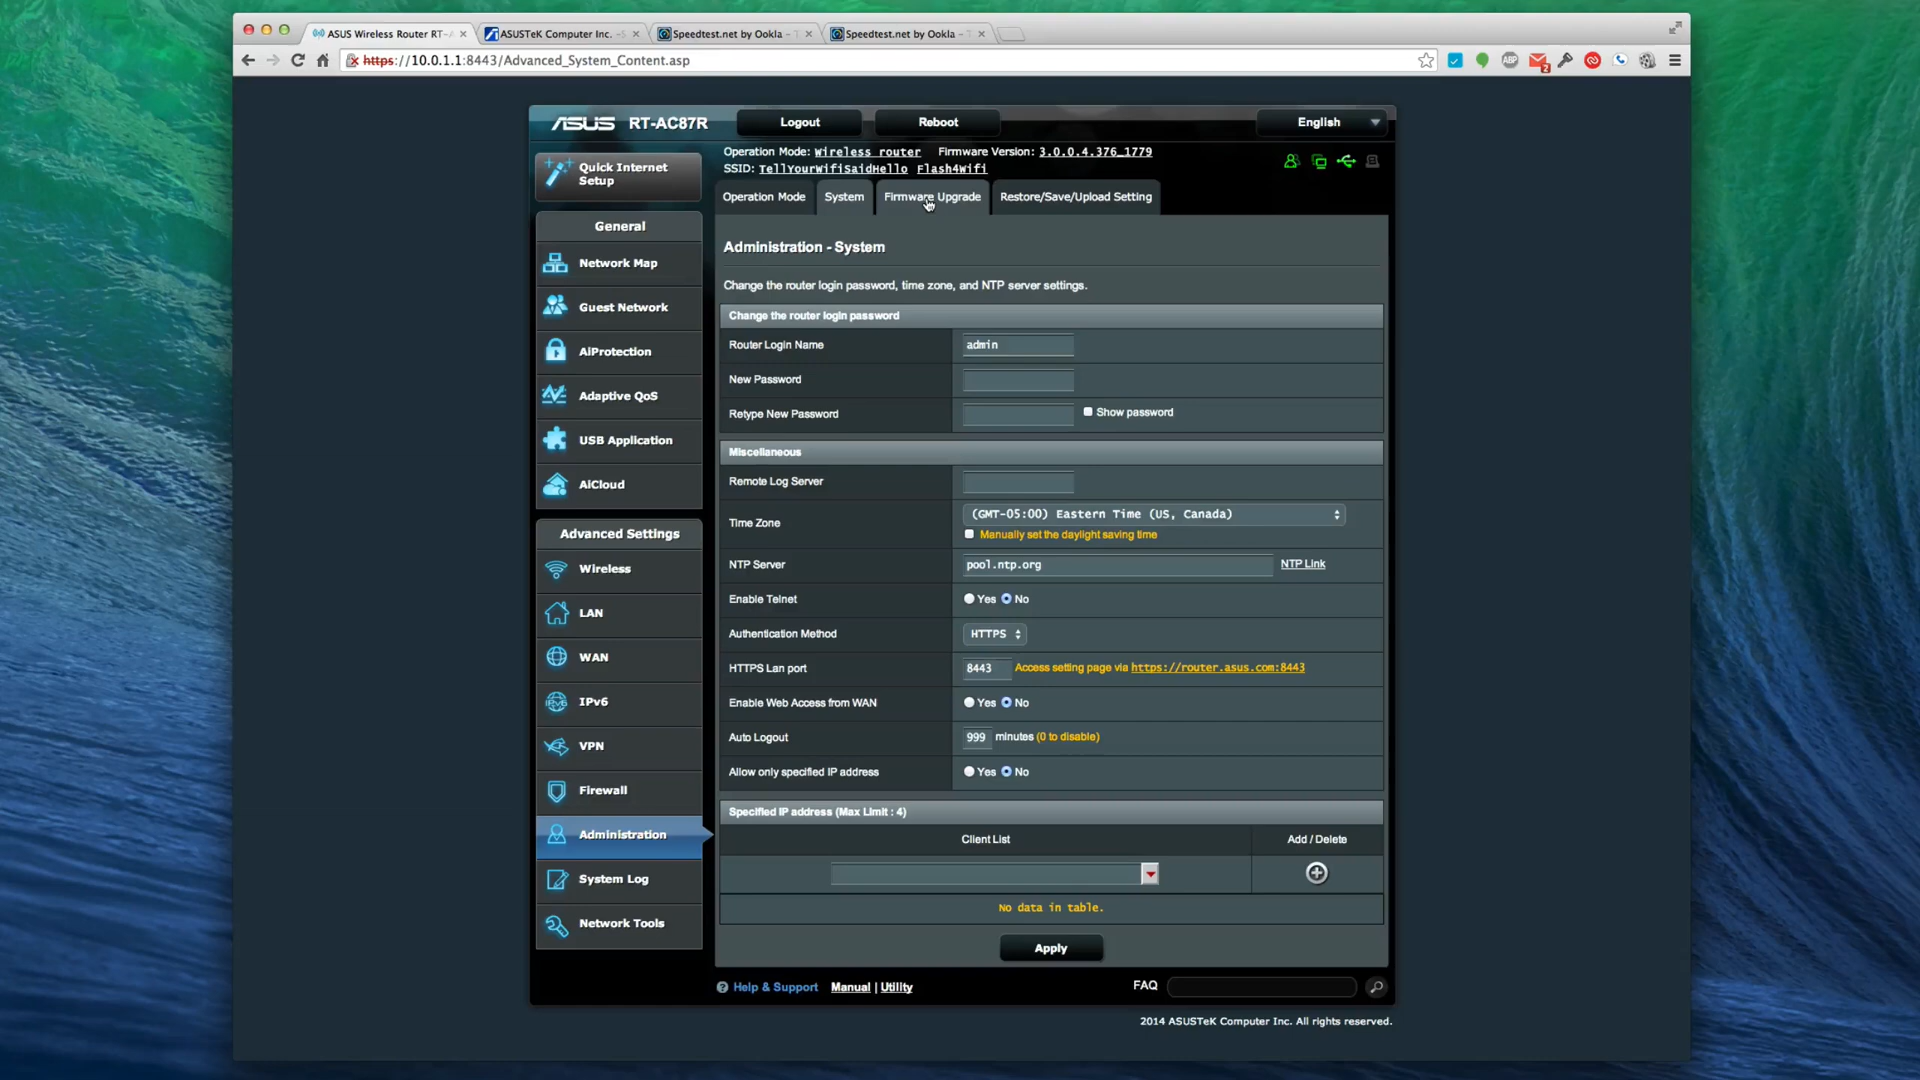 ASUS Wireless Router RT-A
ASUSTeK Computer Inc. -S
Speedtest.net by Ookla - T
Speedtest.net by Ookla - T
https://10.0.1.1:8443/Advanced_System_Content.asp
ABP
2
ASUS RT-AC87R
Logout
Reboot
English
Operation Mode: Wireless router Firmware Version: 3.0.0.4.376_1779
SSID: TellYourWifiSaidHello Flash4Wifi
Quick Internet
Setup
Operation Mode
System
Firmware Upgrade
Restore/Save/Upload Setting
General
Network Map
Guest Network
AiProtection
Adaptive QoS
USB Application
AiCloud
Advanced Settings
Wireless
LAN
WAN
IPv6
IPv6
VPN
Firewall
Administration
System Log
Network Tools
Administration - System
Change the router login password, time zone, and NTP server settings.
Change the router login password
Router Login Name admin
New Password
Retype New Password Show password
Miscellaneous
Remote Log Server
Time Zone (GMT-05:00) Eastern Time (US, Canada)
Manually set the daylight saving time
NTP Server pool.ntp.org NTP Link
Enable Telnet Yes No
Authentication Method HTTPS
HTTPS Lan port 8443 Access setting page via https://router.asus.com:8443
Enable Web Access from WAN Yes No
Auto Logout 999 minutes (0 to disable)
Allow only specified IP address Yes No
Specified IP address (Max Limit : 4)
Client List Add / Delete
No data in table.
Apply
? Help & Support Manual | Utility FAQ
2014 ASUSTeK Computer Inc. All rights reserved.